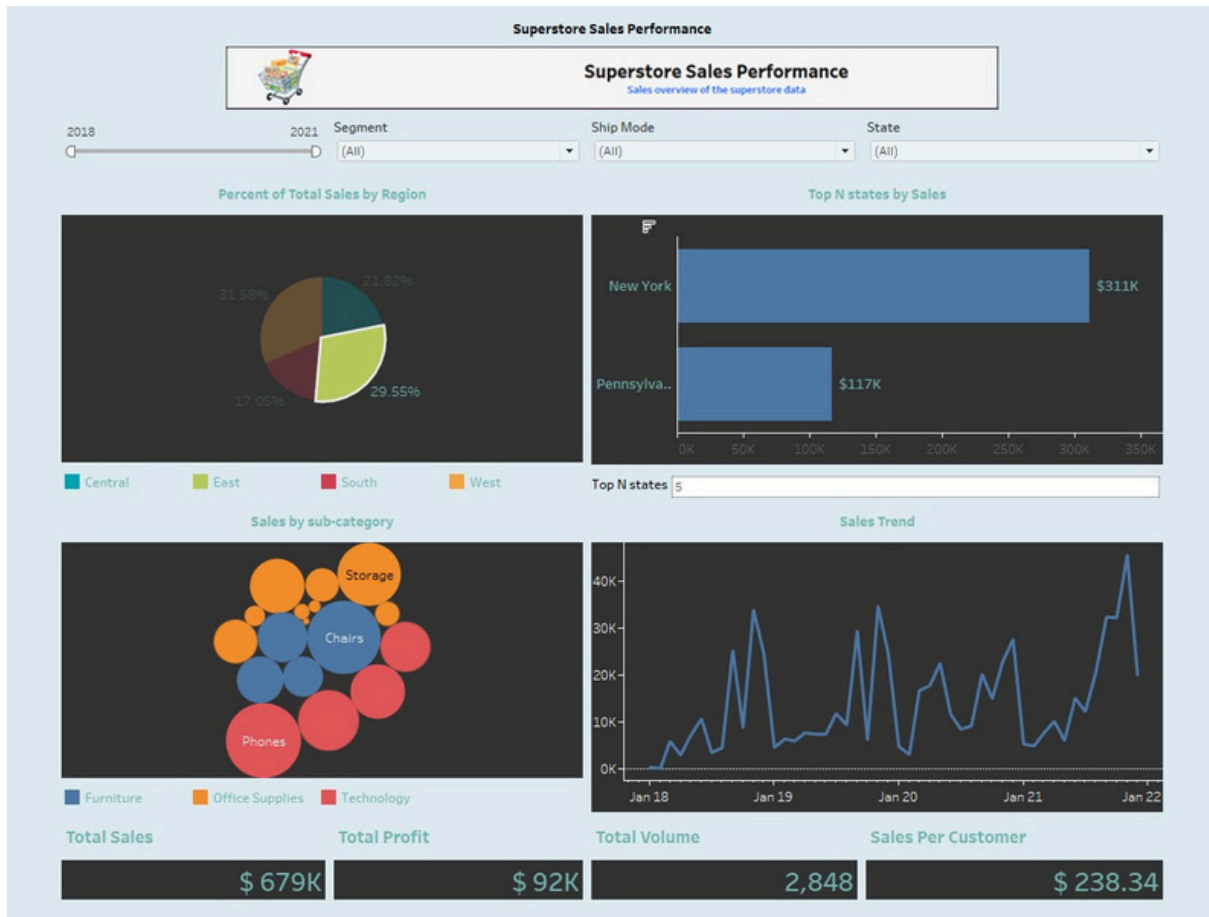 Superstore Sales Performance
Superstore Sales Performance
Sales overview of the superstore data
2018
2021
Segment
(All)
Ship Mode
(All)
State
(All)
Percent of Total Sales by Region
31.58%
21.82%
17.05%
29.55%
Central
East
South
West
Top N states by Sales
New York
$311K
Pennsylva..
$117K
0K 50K 100K 150K 200K 250K 300K 350K
Top N states 5
Sales by sub-category
Storage
Chairs
Phones
Furniture
Office Supplies
Technology
Sales Trend
40K
30K
20K
10K
0K
Jan 18 Jan 19 Jan 20 Jan 21 Jan 22
Total Sales
$ 679K
Total Profit
$ 92K
Total Volume
2,848
Sales Per Customer
$ 238.34